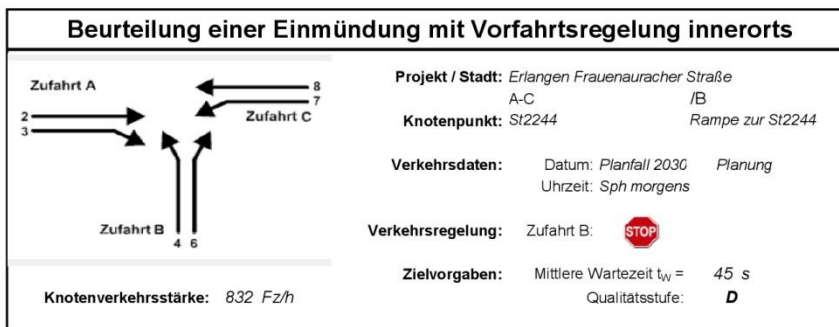 Beurteilung einer Einmündung mit Vorfahrtsregelung innerorts
Zufahrt A
8
7
Zufahrt C
2
3
Zufahrt B
4 6
Knotenverkehrsstärke: 832 Fz/h
Projekt / Stadt: Erlangen Frauenauracher Straße
A-C /B
Knotenpunkt: St2244 Rampe zur St2244
Verkehrsdaten: Datum: Planfall 2030 Planung
Uhrzeit: Sph morgens
Verkehrsregelung: Zufahrt B: STOP
Zielvorgaben: Mittlere Wartezeit tw = 45 s
Qualitätsstufe: D